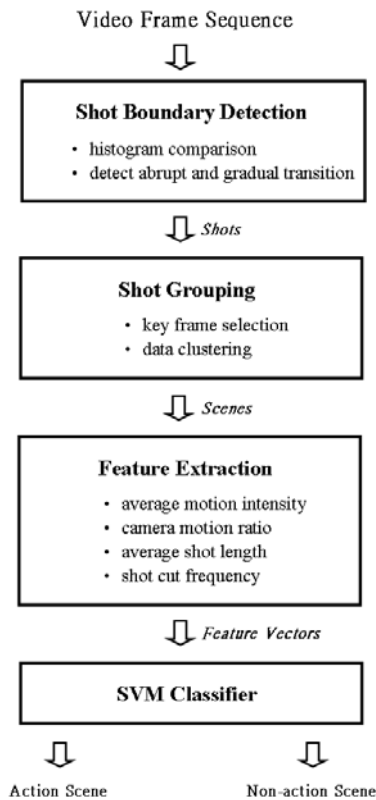 Video Frame Sequence
Shot Boundary Detection
• histogram comparison
• detect abrupt and gradual transition
Shots
Shot Grouping
• key frame selection
• data clustering
Scenes
Feature Extraction
• average motion intensity
• camera motion ratio
• average shot length
• shot cut frequency
Feature Vectors
SVM Classifier
Action Scene
Non-action Scene